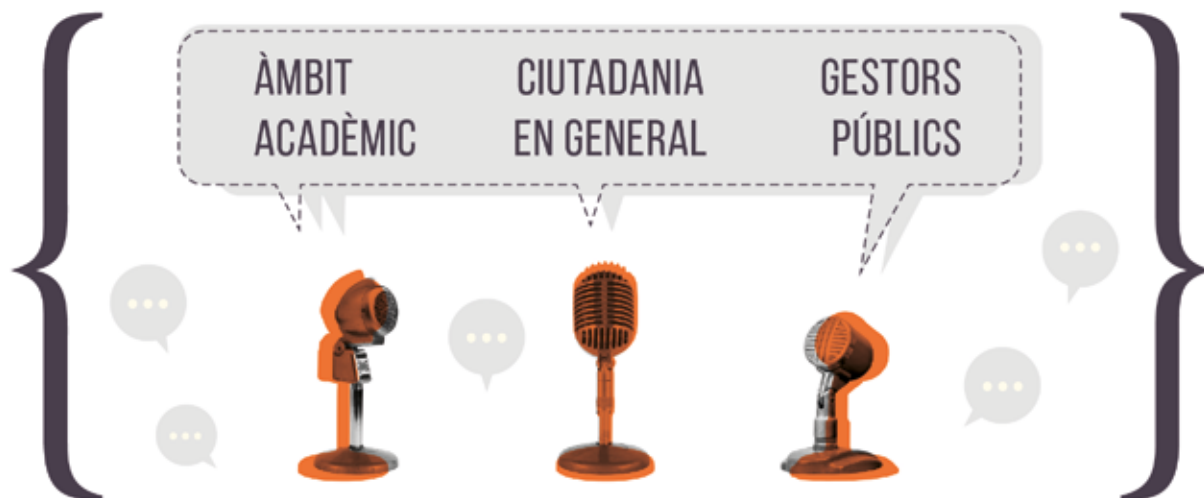 ÀMBIT
ACADÈMIC
CIUTADANIA
EN GENERAL
GESTORS
PÚBLICS